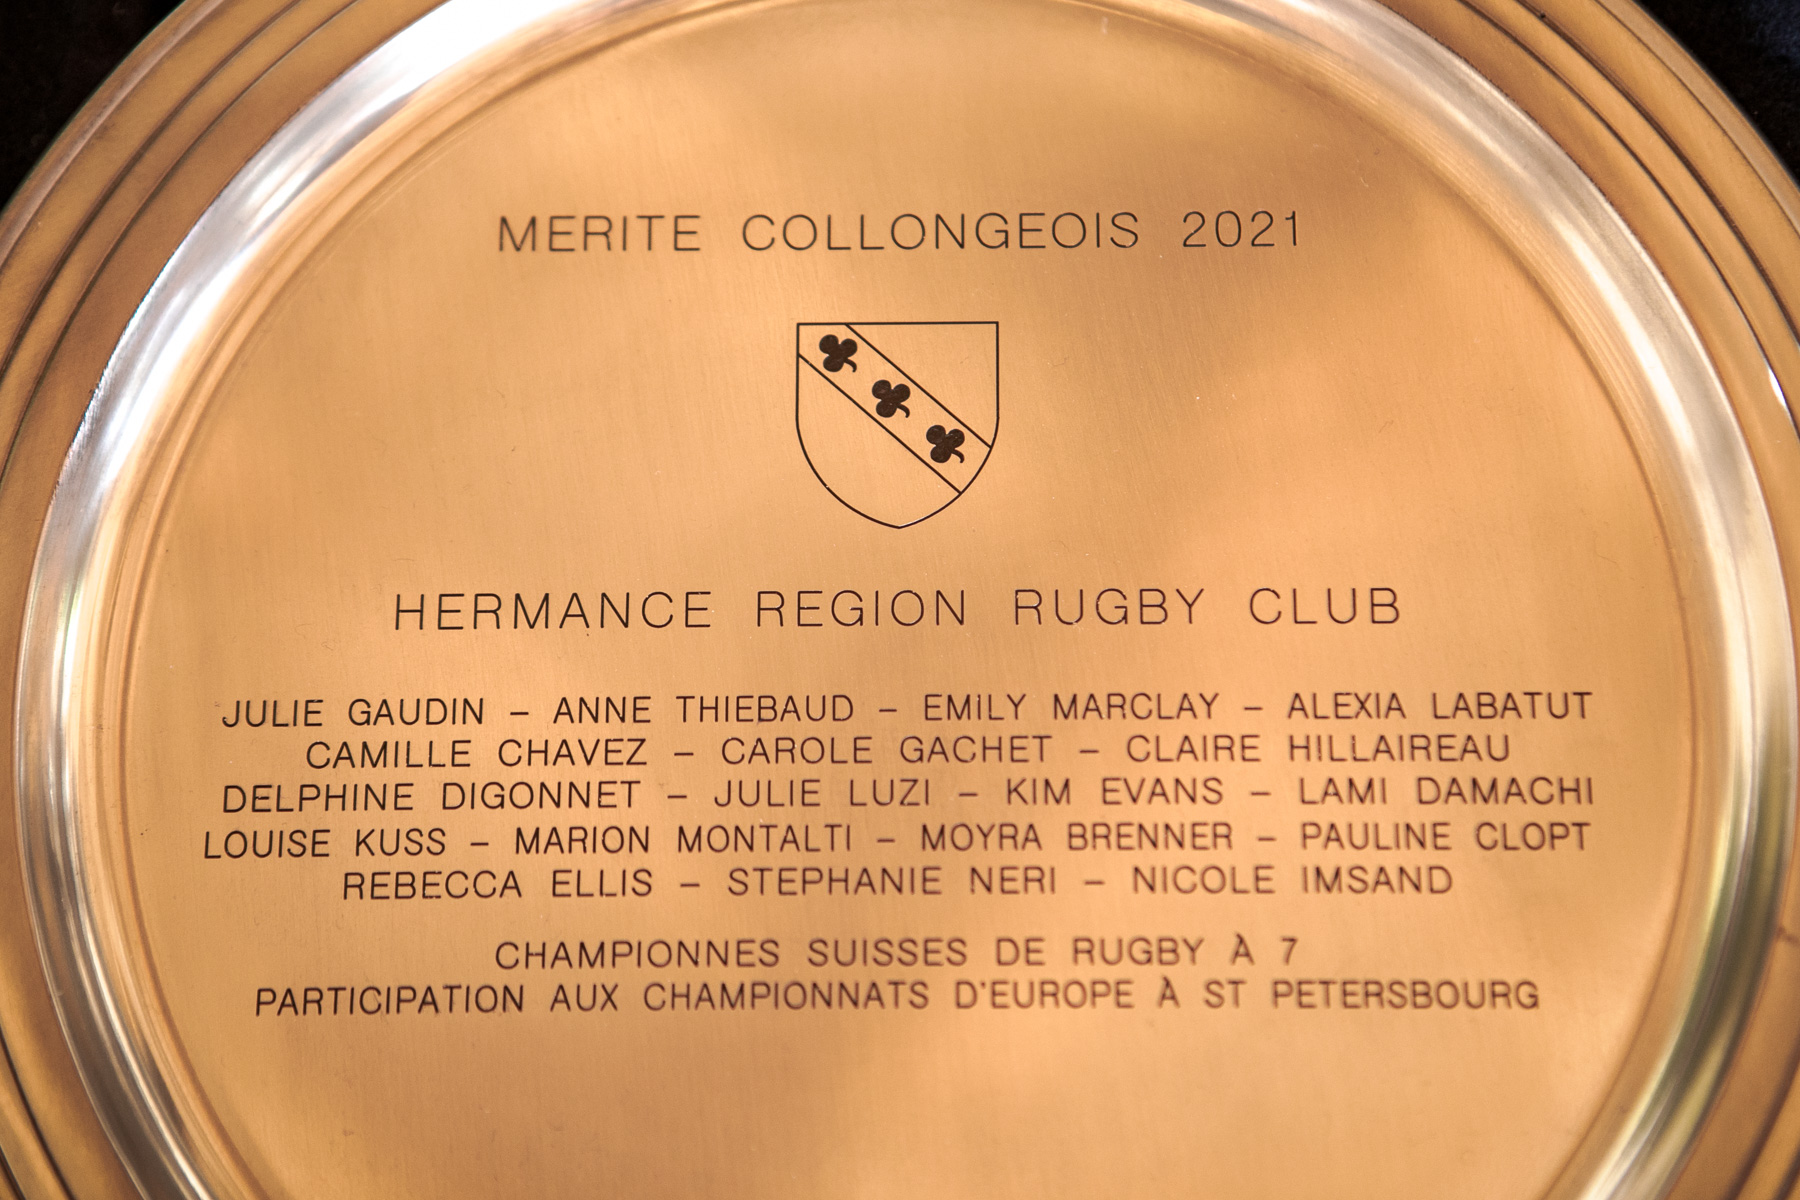 MERITE COLLONGEOIS 2021
HERMANCE REGION RUGBY CLUB
JULIE GAUDIN – ANNE THIEBAUD – EMILY MARCLAY – ALEXIA LABATUT
CAMILLE CHAVEZ – CAROLE GACHET – CLAIRE HILLAIREAU
DELPHINE DIGONNET – JULIE LUZI – KIM EVANS – LAMI DAMACHI
LOUISE KUSS – MARION MONTALTI – MOYRA BRENNER – PAULINE CLOPT
REBECCA ELLIS – STEPHANIE NERI – NICOLE IMSAND
CHAMPIONNES SUISSES DE RUGBY À 7
PARTICIPATION AUX CHAMPIONNATS D'EUROPE À ST PETERSBOURG